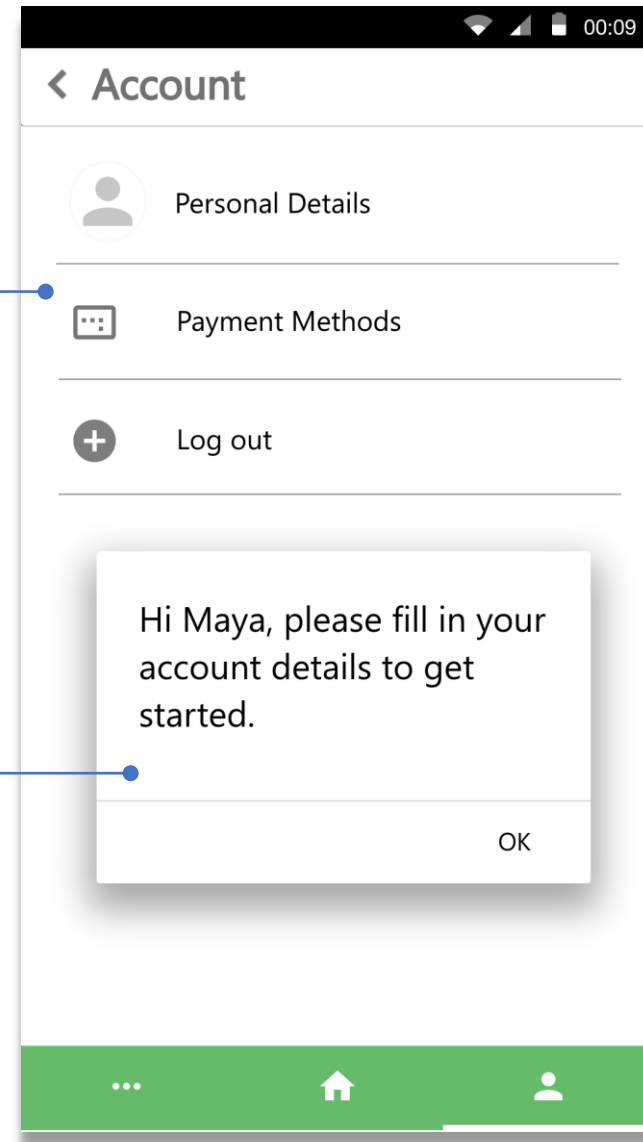 00:09
Account
Personal Details
Payment Methods
Log out
Hi Maya, please fill in your
account details to get
started.
OK